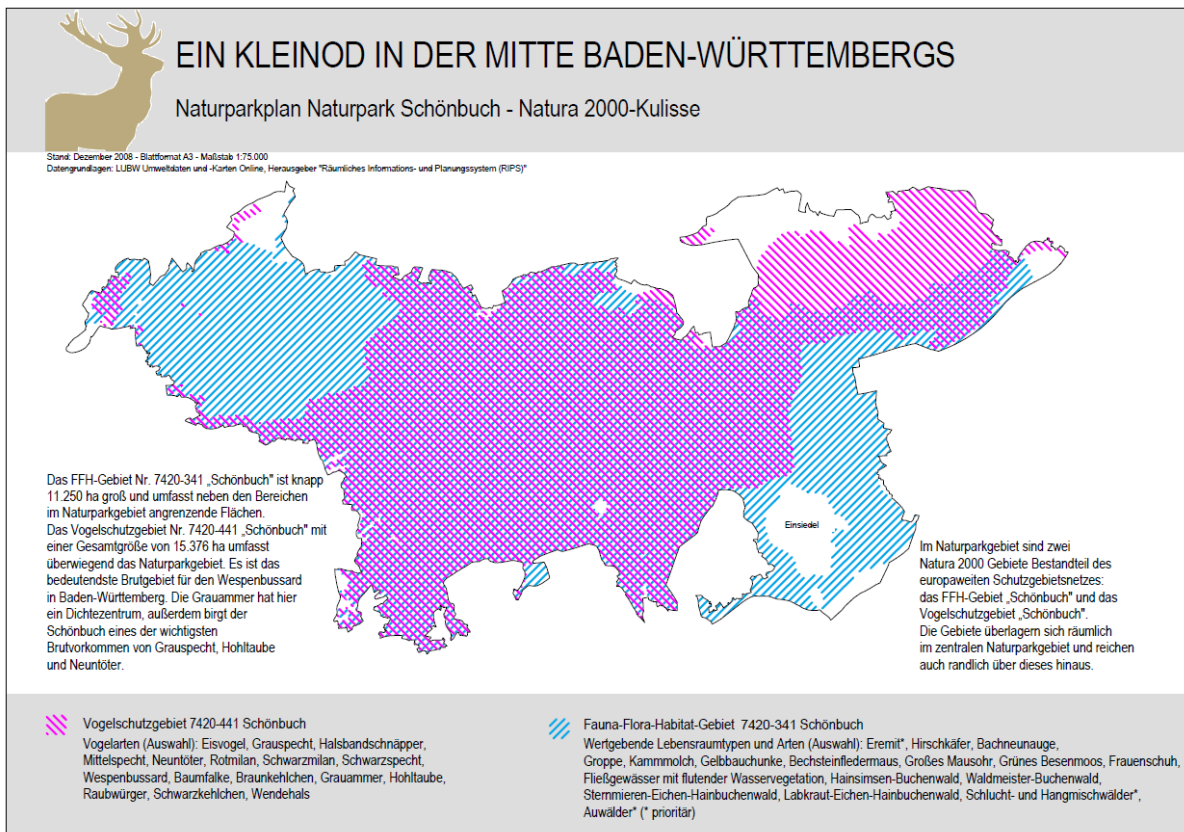 EIN KLEINOD IN DER MITTE BADEN-WÜRTTEMBERGS
Naturparkplan Naturpark Schönbuch - Natura 2000-Kulisse
Stand: Dezember 2008 - Blattformat A3 - Maßstab 1:75.000
Datengrundlagen: LUBW Umweltdaten und -Karten Online, Herausgeber "Räumliches Informations- und Planungssystem (RIPS)"
Das FFH-Gebiet Nr. 7420-341 „Schönbuch" ist knapp
11.250 ha groß und umfasst neben den Bereichen
im Naturparkgebiet angrenzende Flächen.
Das Vogelschutzgebiet Nr. 7420-441 „Schönbuch" mit
einer Gesamtgröße von 15.376 ha umfasst
überwiegend das Naturparkgebiet. Es ist das
bedeutendste Brutgebiet für den Wespenbussard
in Baden-Württemberg. Die Grauammer hat hier
ein Dichtezentrum, außerdem birgt der
Schönbuch eines der wichtigsten
Brutvorkommen von Grauspecht, Hohltaube
und Neuntöter.
Einsiedel
Im Naturparkgebiet sind zwei
Natura 2000 Gebiete Bestandteil des
europaweiten Schutzgebietsnetzes:
das FFH-Gebiet „Schönbuch" und das
Vogelschutzgebiet „Schönbuch".
Die Gebiete überlagern sich räumlich
im zentralen Naturparkgebiet und reichen
auch randlich über dieses hinaus.
Vogelschutzgebiet 7420-441 Schönbuch
Vogelarten (Auswahl): Eisvogel, Grauspecht, Halsbandschnäpper,
Mittelspecht, Neuntöter, Rotmilan, Schwarzmilan, Schwarzspecht,
Wespenbussard, Baumfalke, Braunkehlchen, Grauammer, Hohltaube,
Raubwürger, Schwarzkehlchen, Wendehals
Fauna-Flora-Habitat-Gebiet 7420-341 Schönbuch
Wertgebende Lebensraumtypen und Arten (Auswahl): Eremit*, Hirschkäfer, Bachneunauge,
Groppe, Kammmolch, Gelbbauchunke, Bechsteinfledermaus, Großes Mausohr, Grünes Besenmoos, Frauenschuh,
Fließgewässer mit flutender Wasservegetation, Hainsimsen-Buchenwald, Waldmeister-Buchenwald,
Sternmieren-Eichen-Hainbuchenwald, Labkraut-Eichen-Hainbuchenwald, Schlucht- und Hangmischwälder*,
Auwälder* (* prioritär)